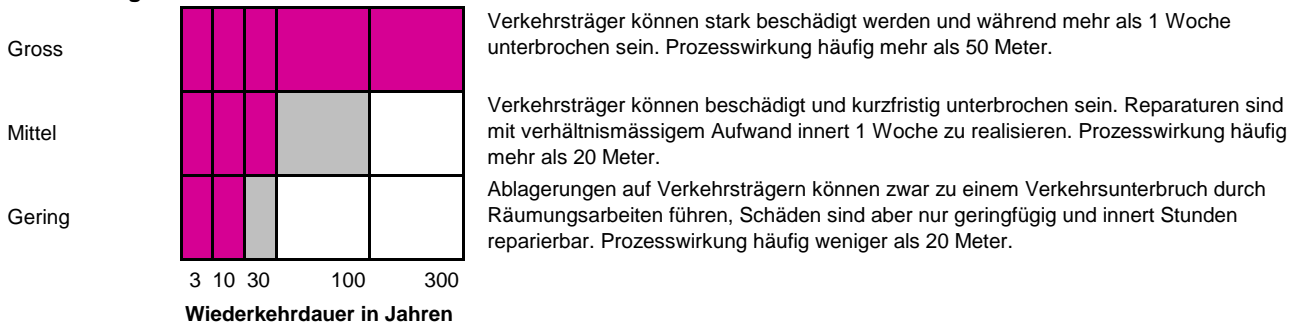 Verkehrsträger können stark beschädigt werden und während mehr als 1 Woche
Gross
unterbrochen sein. Prozesswirkung häufig mehr als 50 Meter.
Verkehrsträger können beschädigt und kurzfristig unterbrochen sein. Reparaturen sind
Mittel
mit verhältnismässigem Aufwand innert 1 Woche zu realisieren. Prozesswirkung häufig
mehr als 20 Meter.
Ablagerungen auf Verkehrsträgern können zwar zu einem Verkehrsunterbruch durch
Gering
Räumungsarbeiten führen, Schäden sind aber nur geringfügig und innert Stunden
reparierbar. Prozesswirkung häufig weniger als 20 Meter.
3 10 30 100 300
Wiederkehrdauer in Jahren